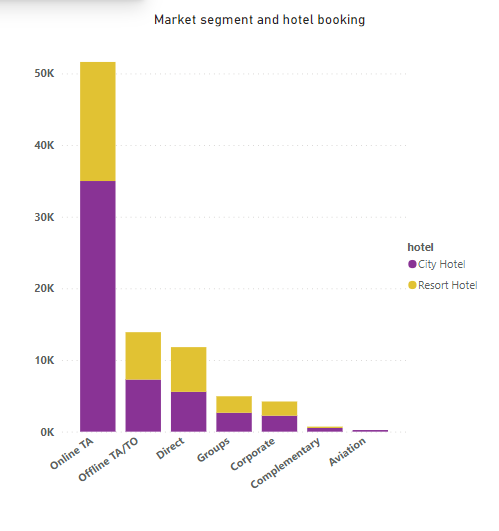 Market segment and hotel booking
50K
40K
30K
20K
10K
0K
Online TA
Offline TA/TO
Direct
Groups
Corporate
Complementary
Aviation
hotel
City Hotel
Resort Hotel